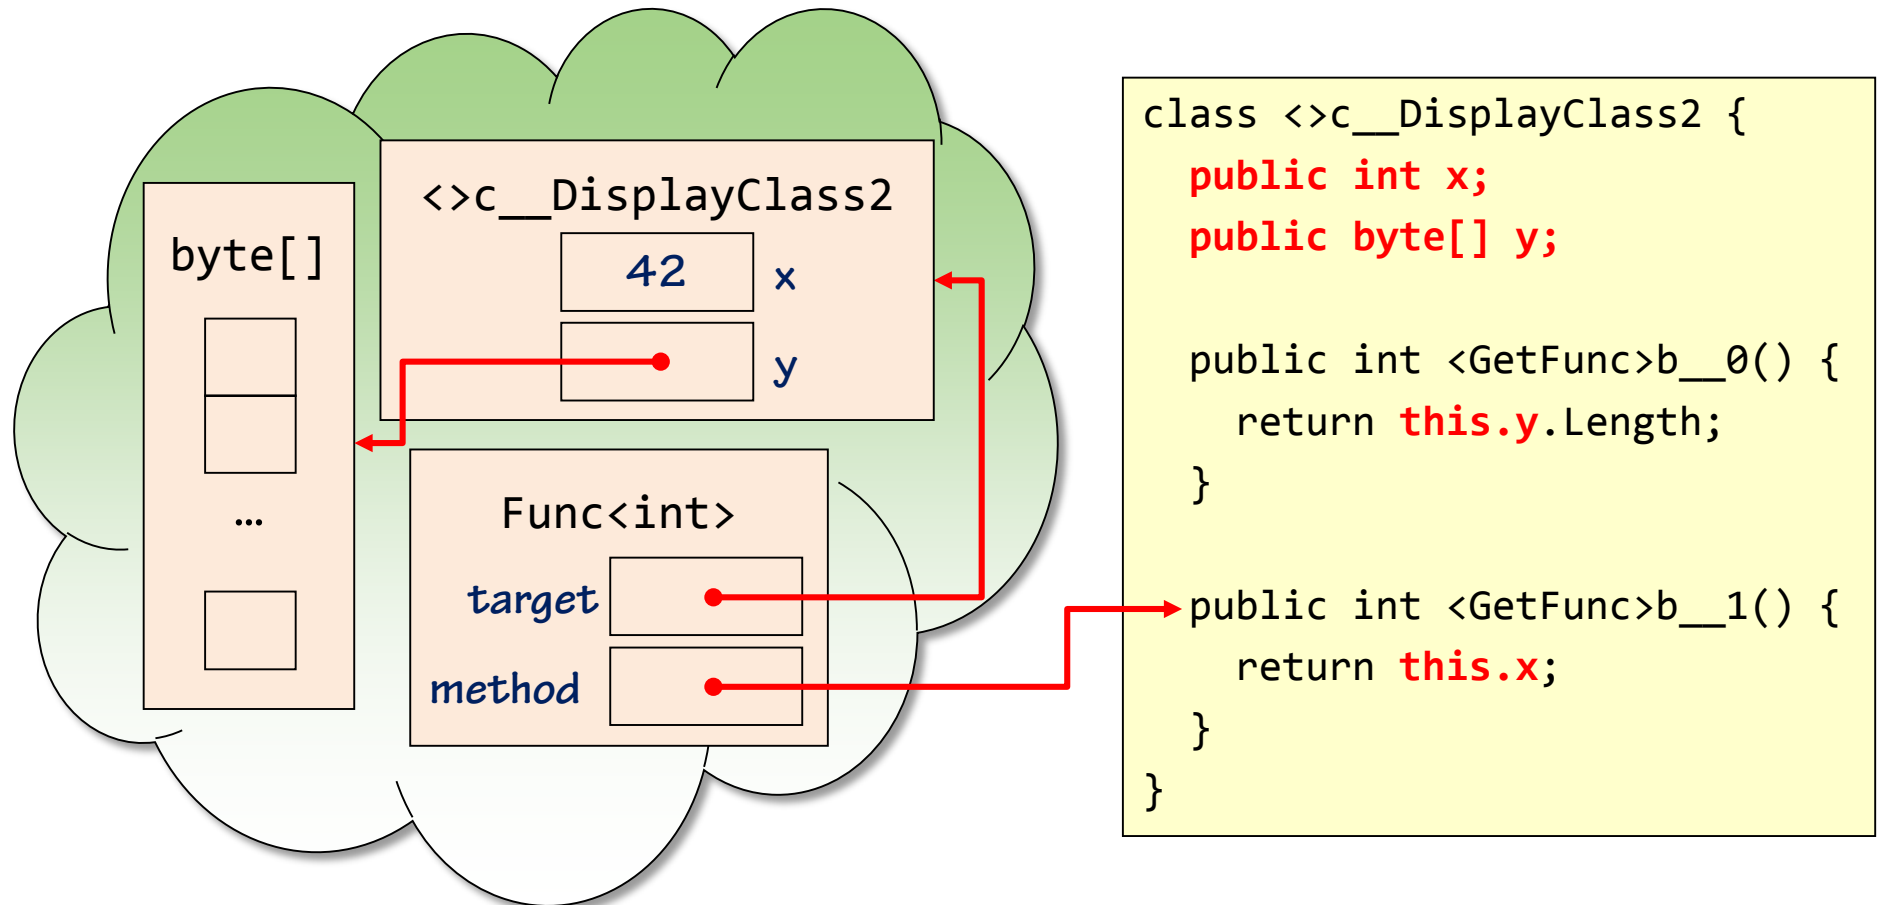 byte[]
…
<>c__DisplayClass2
42 x
y
Func<int>
target
method
class <>c__DisplayClass2 {
public int x;
public byte[] y;
public int <GetFunc>b__0() {
return this.y.Length;
}
public int <GetFunc>b__1() {
return this.x;
}
}